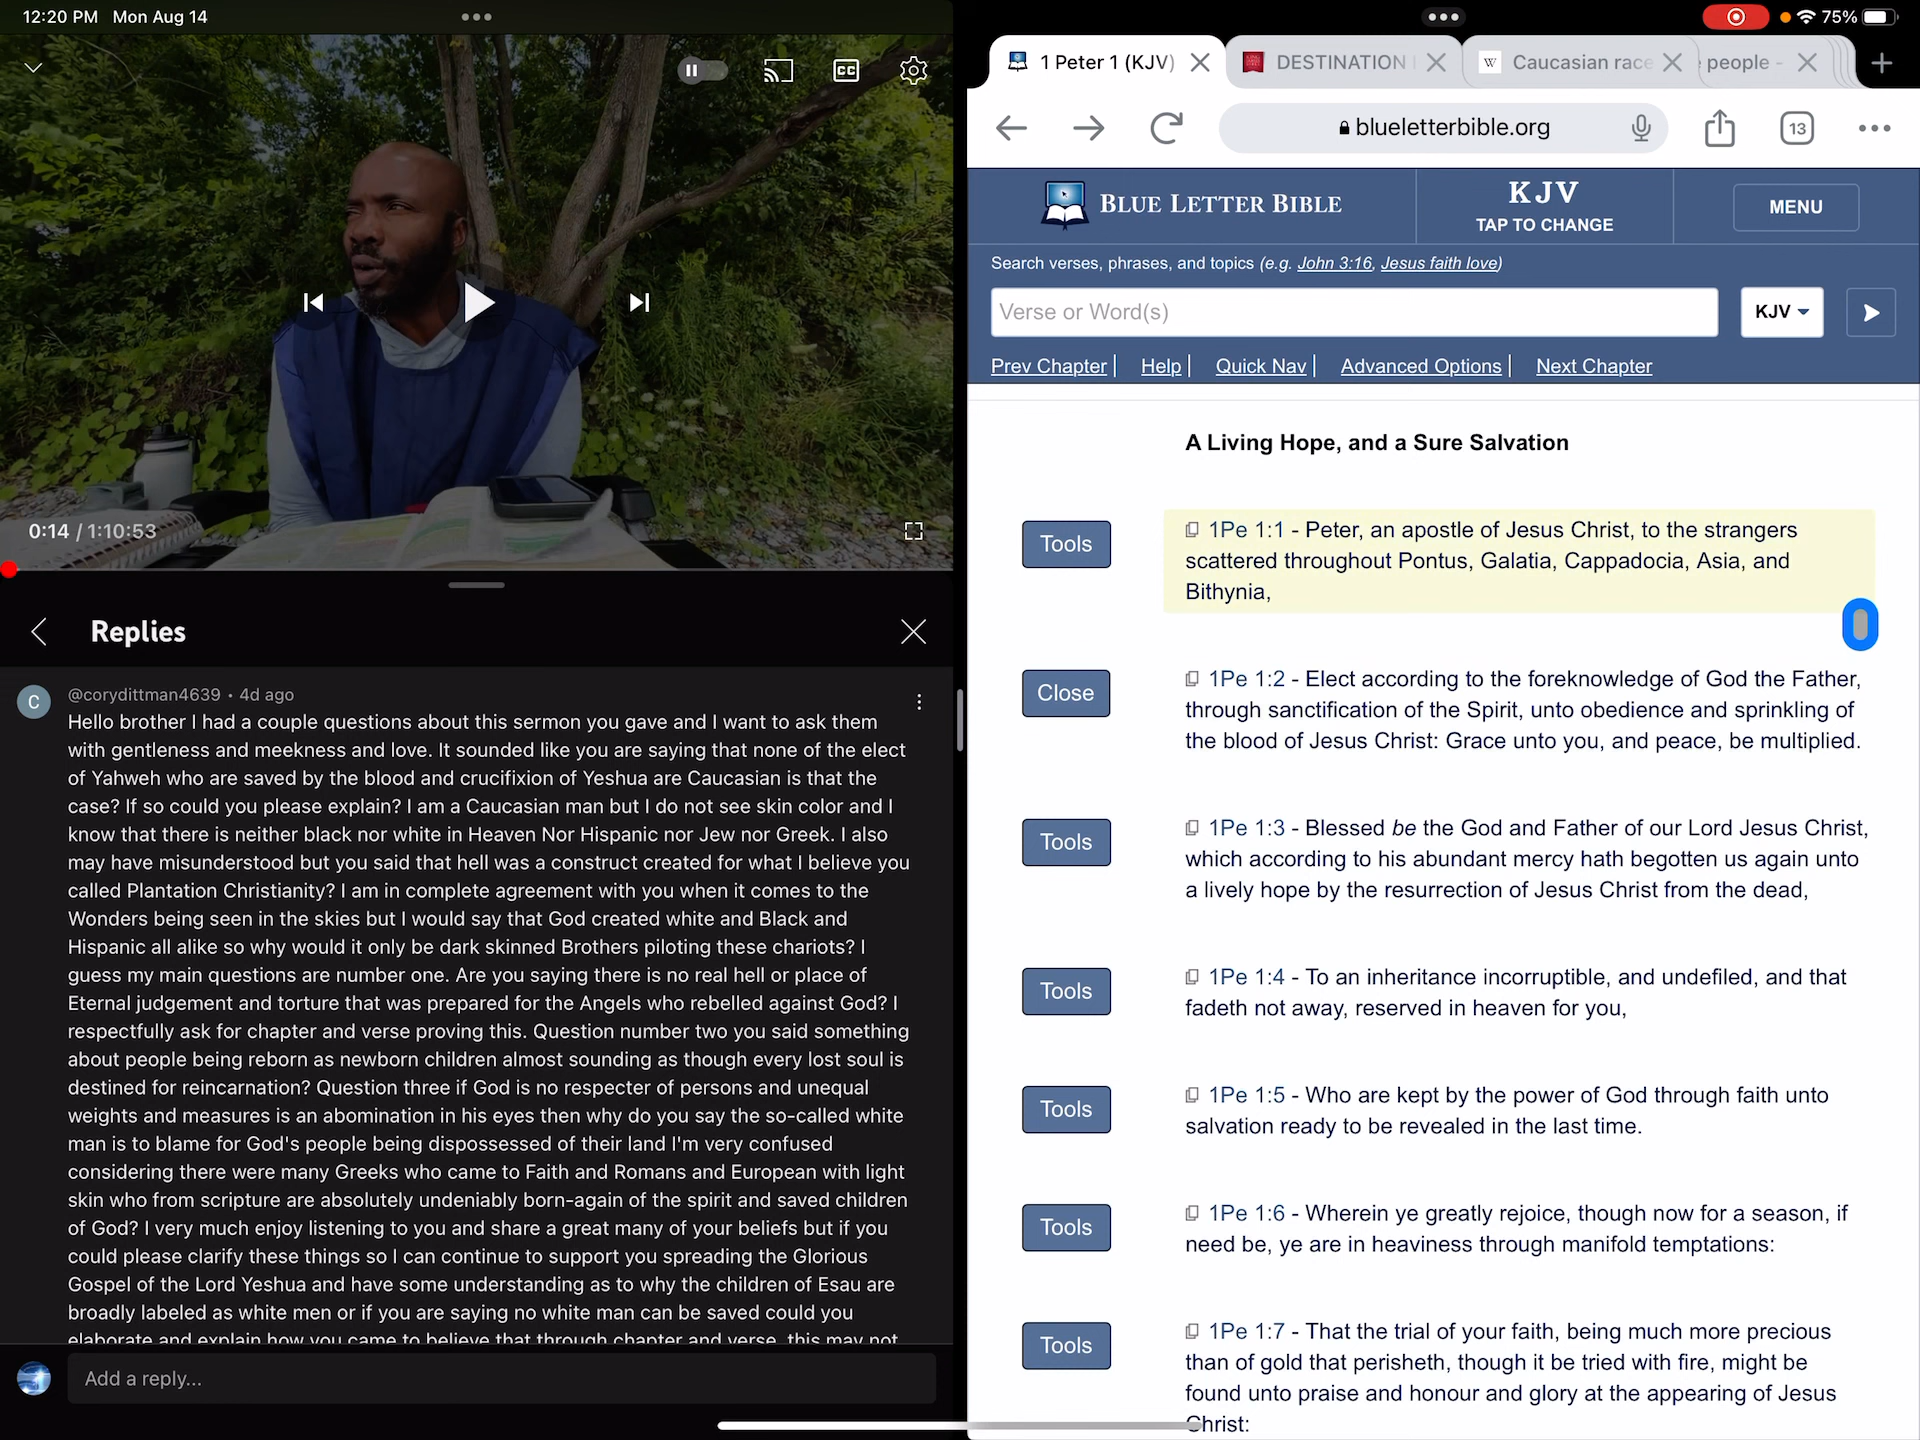 12:20 PM Mon Aug 14
CC
0:14 / 1:10:53
Replies
C
@corydittman4639 • 4d ago
Hello brother I had a couple questions about this sermon you gave and I want to ask them
with gentleness and meekness and love. It sounded like you are saying that none of the elect
of Yahweh who are saved by the blood and crucifixion of Yeshua are Caucasian is that the
case? If so could you please explain? I am a Caucasian man but I do not see skin color and I
know that there is neither black nor white in Heaven Nor Hispanic nor Jew nor Greek. I also
may have misunderstood but you said that hell was a construct created for what I believe you
called Plantation Christianity? I am in complete agreement with you when it comes to the
Wonders being seen in the skies but I would say that God created white and Black and
Hispanic all alike so why would it only be dark skinned Brothers piloting these chariots? I
guess my main questions are number one. Are you saying there is no real hell or place of
Eternal judgement and torture that was prepared for the Angels who rebelled against God? I
respectfully ask for chapter and verse proving this. Question number two you said something
about people being reborn as newborn children almost sounding as though every lost soul is
destined for reincarnation? Question three if God is no respecter of persons and unequal
weights and measures is an abomination in his eyes then why do you say the so-called white
man is to blame for God's people being dispossessed of their land I'm very confused
considering there were many Greeks who came to Faith and Romans and European with light
skin who from scripture are absolutely undeniably born-again of the spirit and saved children
of God? I very much enjoy listening to you and share a great many of your beliefs but if you
could please clarify these things so I can continue to support you spreading the Glorious
Gospel of the Lord Yeshua and have some understanding as to why the children of Esau are
broadly labeled as white men or if you are saying no white man can be saved could you
elaborate and explain how you came to believe that through chapter and verse, this may not
Add a reply...
75%
1 Peter 1 (KJV)
DESTINATION
W Caucasian race
people -
blueletterbible.org
13
BLUE LETTER BIBLE
KJV
TAP TO CHANGE
MENU
Search verses, phrases, and topics (e.g. John 3:16, Jesus faith love)
Verse or Word(s)
KJV
Prev Chapter | Help | Quick Nav | Advanced Options | Next Chapter
A Living Hope, and a Sure Salvation
Tools
1Pe 1:1 - Peter, an apostle of Jesus Christ, to the strangers
scattered throughout Pontus, Galatia, Cappadocia, Asia, and
Bithynia,
Close
1Pe 1:2 - Elect according to the foreknowledge of God the Father,
through sanctification of the Spirit, unto obedience and sprinkling of
the blood of Jesus Christ: Grace unto you, and peace, be multiplied.
Tools
1Pe 1:3 - Blessed be the God and Father of our Lord Jesus Christ,
which according to his abundant mercy hath begotten us again unto
a lively hope by the resurrection of Jesus Christ from the dead,
Tools
1Pe 1:4 - To an inheritance incorruptible, and undefiled, and that
fadeth not away, reserved in heaven for you,
Tools
1Pe 1:5 - Who are kept by the power of God through faith unto
salvation ready to be revealed in the last time.
Tools
1Pe 1:6 - Wherein ye greatly rejoice, though now for a season, if
need be, ye are in heaviness through manifold temptations:
Tools
1Pe 1:7 - That the trial of your faith, being much more precious
than of gold that perisheth, though it be tried with fire, might be
found unto praise and honour and glory at the appearing of Jesus
Christ: